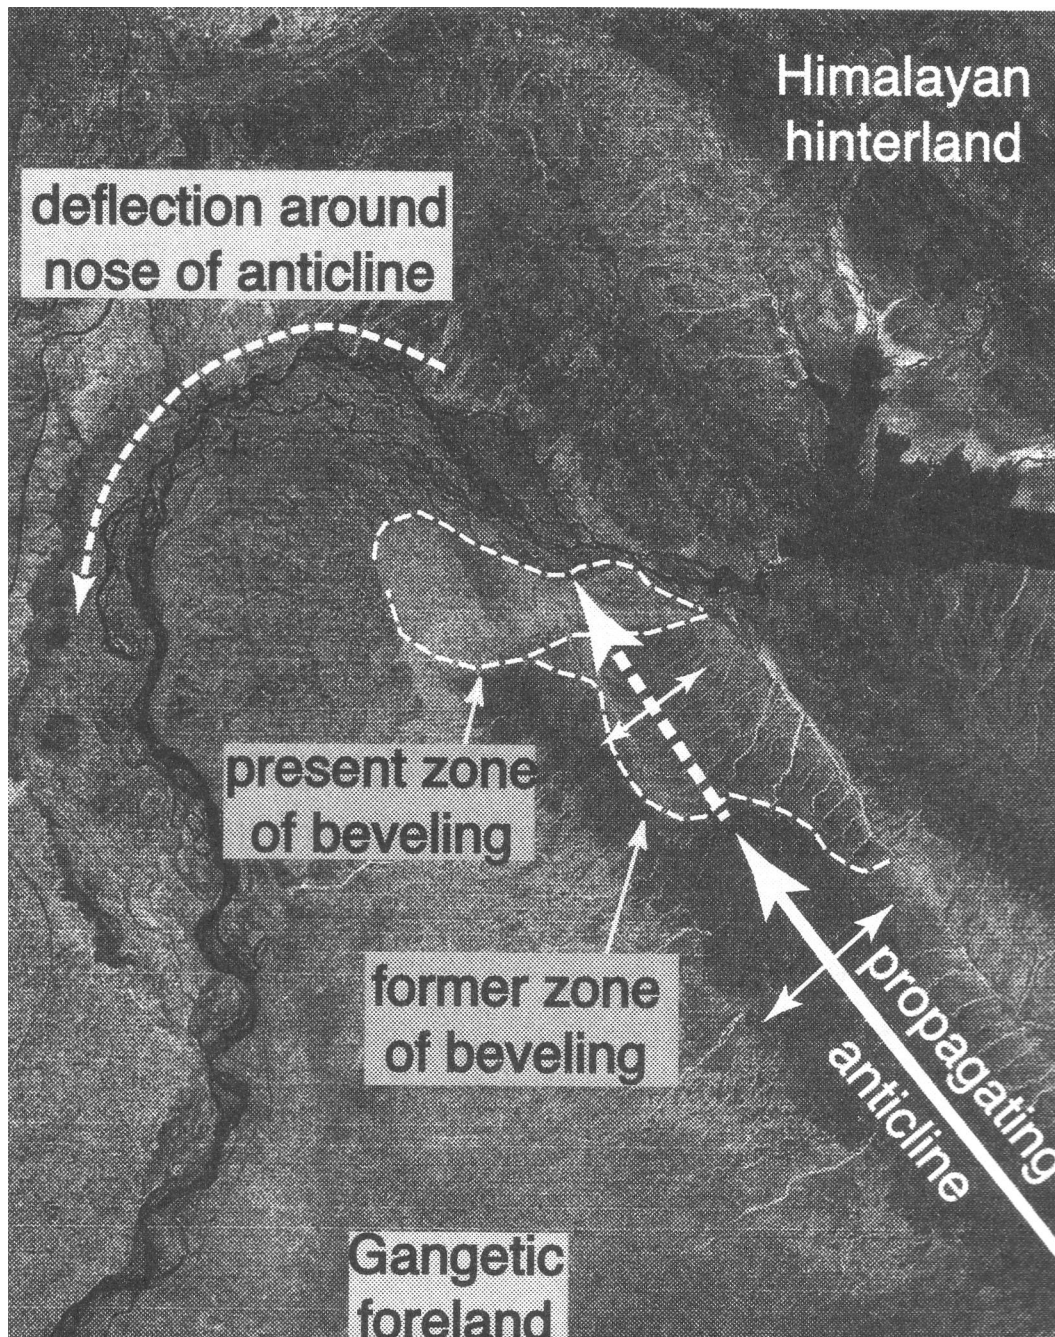 Himalayan
hinterland
deflection around
nose of anticline
present zone
of beveling
former zone
of beveling
propagating
anticline
Gangetic
foreland